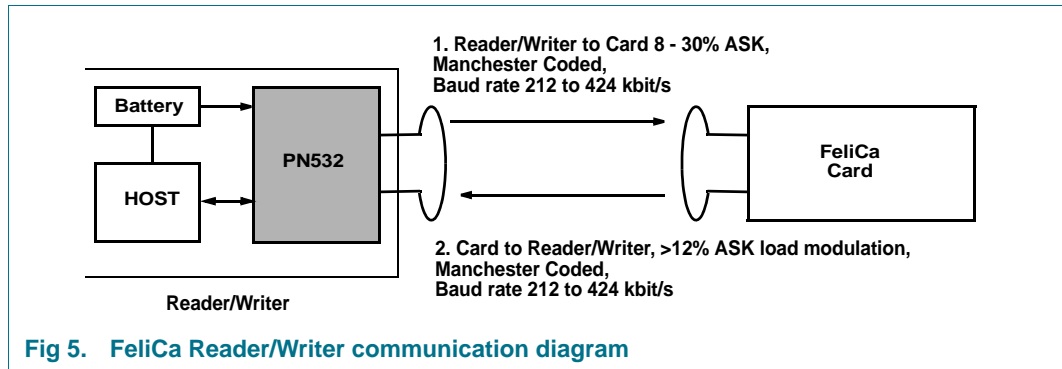 1. Reader/Writer to Card 8 - 30% ASK,
Manchester Coded,
Baud rate 212 to 424 kbit/s
Battery
PN532
HOST
FeliCa
Card
2. Card to Reader/Writer, >12% ASK load modulation,
Manchester Coded,
Baud rate 212 to 424 kbit/s
Reader/Writer
Fig 5. FeliCa Reader/Writer communication diagram